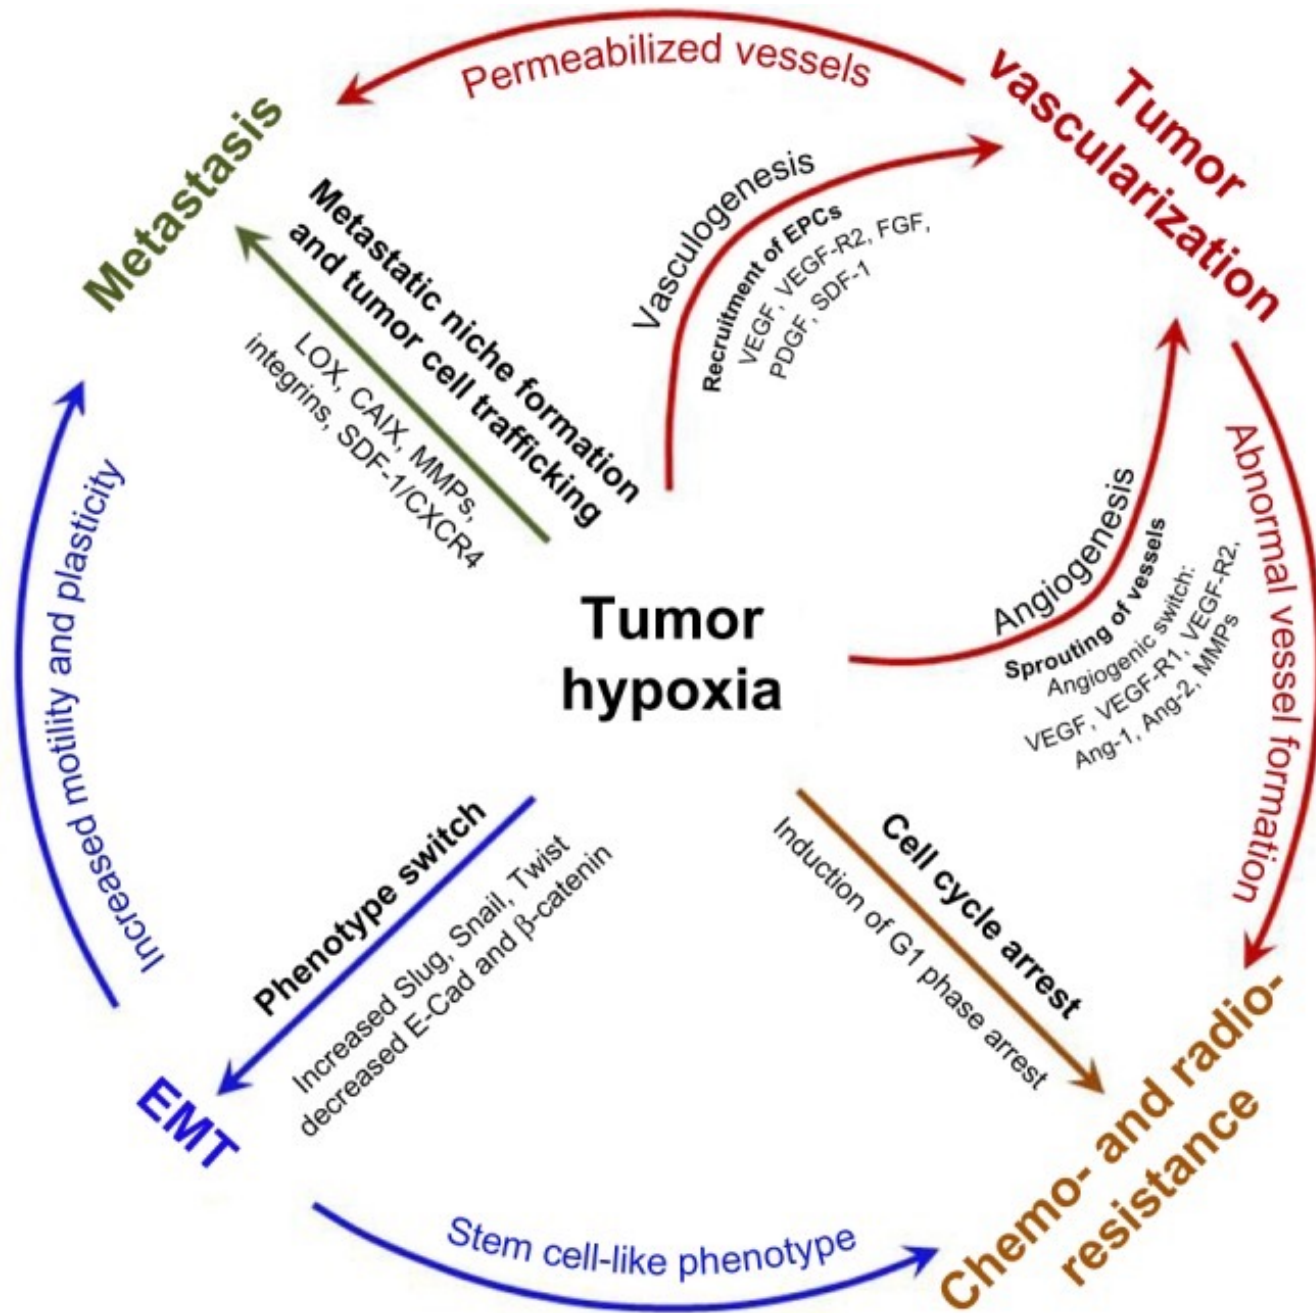 Permeabilized vessels
Tumor
vascularization
Metastasis
Metastatic niche formation
and tumor cell trafficking
LOX, CAIX, MMPs,
integrins, SDF-1/CXCR4
Vasculogenesis
Recruitment of EPCs
VEGF, VEGF-R2, FGF,
PDGF, SDF-1
Angiogenesis
Sprouting of vessels
Angiogenic switch:
VEGF, VEGF-R1, VEGF-R2,
Ang-1, Ang-2, MMPs
Abnormal vessel formation
Tumor
hypoxia
Increased motility and plasticity
Phenotype switch
Increased Slug, Snail, Twist
decreased E-Cad and β-catenin
Cell cycle arrest
Induction of G1 phase arrest
EMT
Stem cell-like phenotype
Chemo- and radio-
resistance